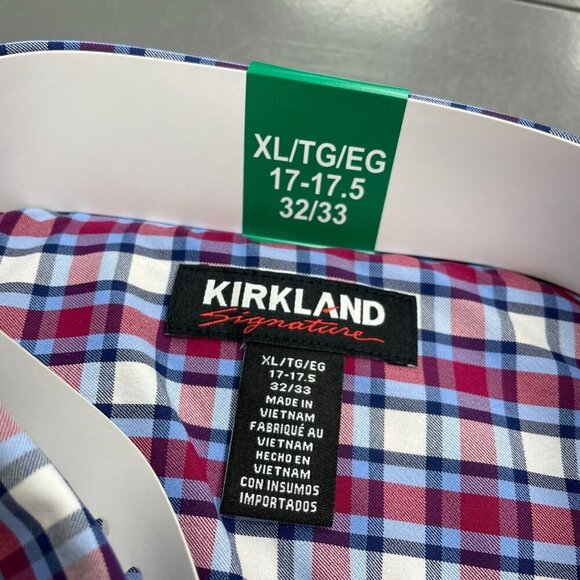 XL/TG/EG
17-17.5
32/33
KIRKLAND
Signature
XL/TG/EG
17-17.5
32/33
MADE IN
VIETNAM
FABRIQUÉ AU
VIETNAM
HECHO EN
VIETNAM
CON INSUMOS
IMPORTADOS